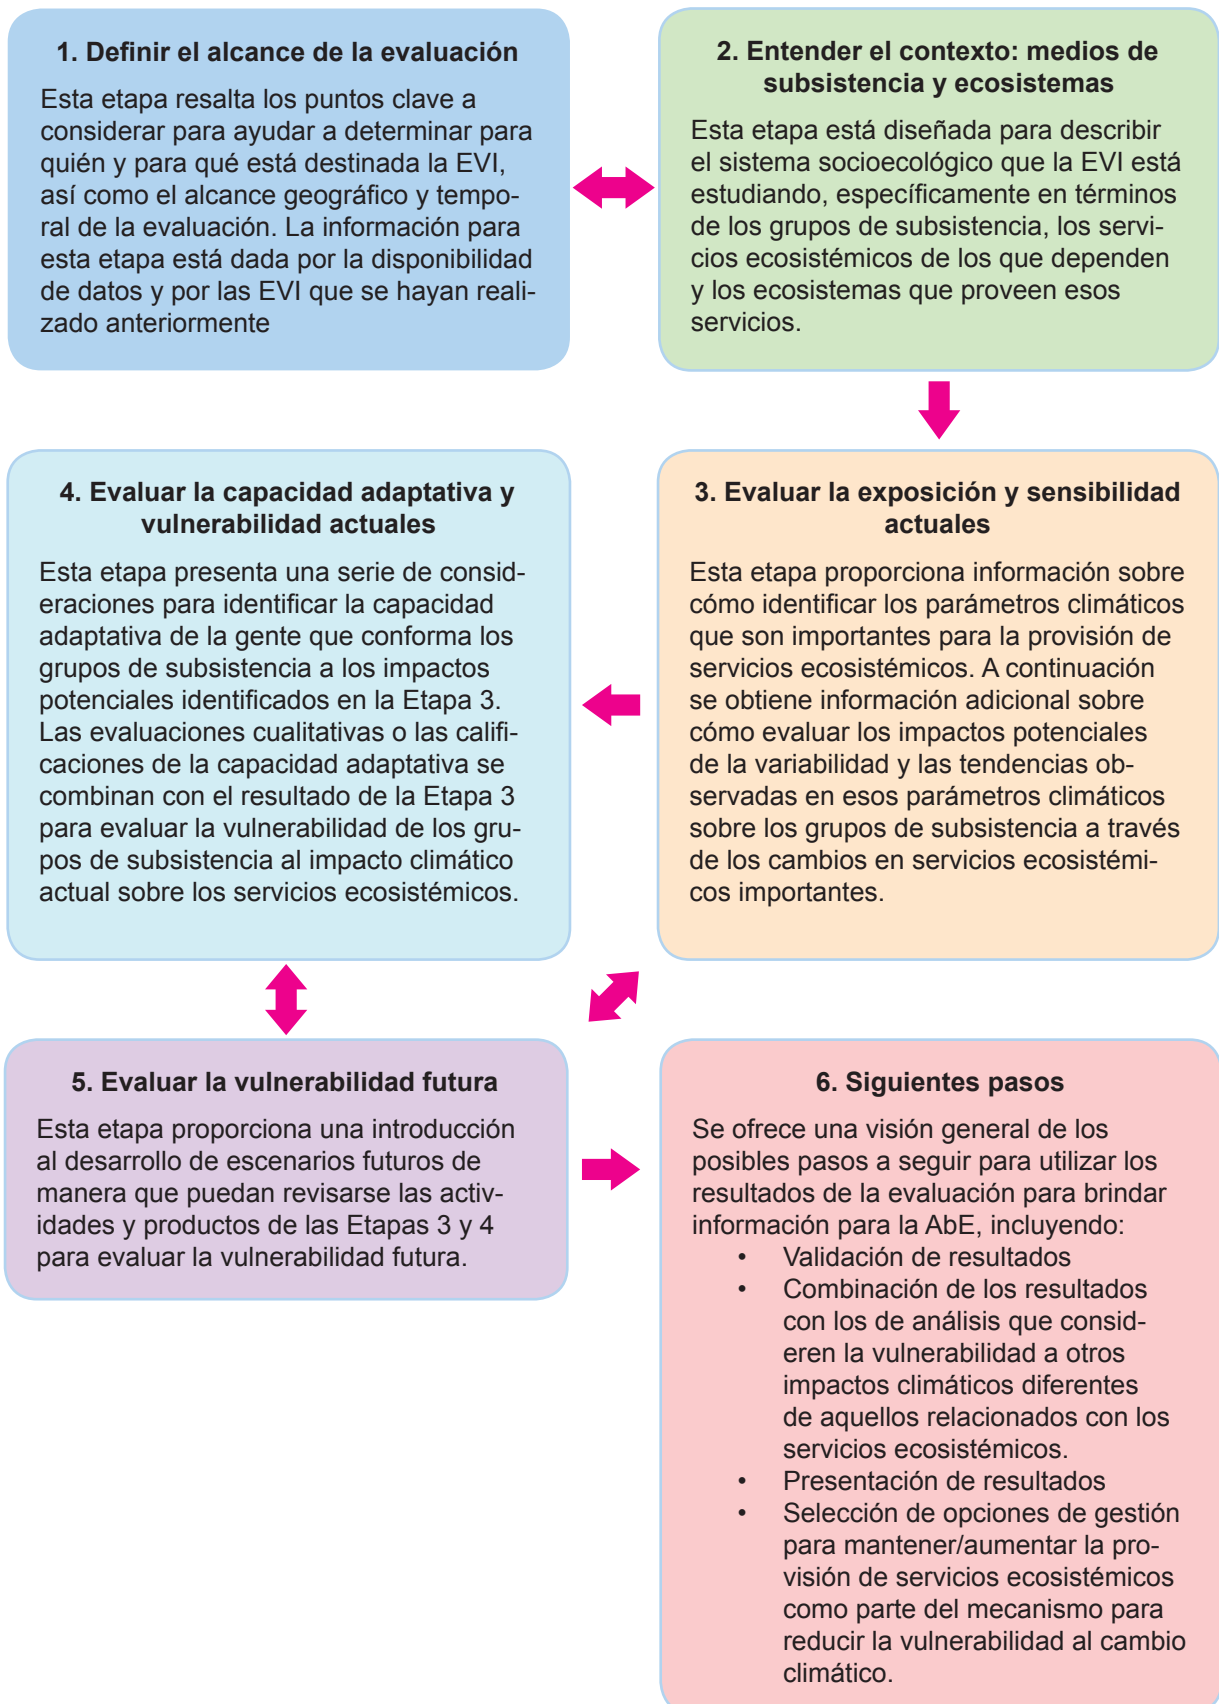 1. Definir el alcance de la evaluación
Esta etapa resalta los puntos clave a
considerar para ayudar a determinar para
quién y para qué está destinada la EVI,
así como el alcance geográfico y tempo-
ral de la evaluación. La información para
esta etapa está dada por la disponibilidad
de datos y por las EVI que se hayan reali-
zado anteriormente
2. Entender el contexto: medios de
subsistencia y ecosistemas
Esta etapa está diseñada para describir
el sistema socioecológico que la EVI está
estudiando, específicamente en términos
de los grupos de subsistencia, los servi-
cios ecosistémicos de los que dependen
y los ecosistemas que proveen esos
servicios.
3. Evaluar la exposición y sensibilidad
actuales
Esta etapa proporciona información sobre
cómo identificar los parámetros climáticos
que son importantes para la provisión de
servicios ecosistémicos. A continuación
se obtiene información adicional sobre
cómo evaluar los impactos potenciales
de la variabilidad y las tendencias ob-
servadas en esos parámetros climáticos
sobre los grupos de subsistencia a través
de los cambios en servicios ecosistémi-
cos importantes.
4. Evaluar la capacidad adaptativa y
vulnerabilidad actuales
Esta etapa presenta una serie de consid-
eraciones para identificar la capacidad
adaptativa de la gente que conforma los
grupos de subsistencia a los impactos
potenciales identificados en la Etapa 3.
Las evaluaciones cualitativas o las califi-
caciones de la capacidad adaptativa se
combinan con el resultado de la Etapa 3
para evaluar la vulnerabilidad de los gru-
pos de subsistencia al impacto climático
actual sobre los servicios ecosistémicos.
5. Evaluar la vulnerabilidad futura
Esta etapa proporciona una introducción
al desarrollo de escenarios futuros de
manera que puedan revisarse las activ-
idades y productos de las Etapas 3 y 4
para evaluar la vulnerabilidad futura.
6. Siguientes pasos
Se ofrece una visión general de los
posibles pasos a seguir para utilizar los
resultados de la evaluación para brindar
información para la AbE, incluyendo:
• Validación de resultados
• Combinación de los resultados
con los de análisis que consid-
eren la vulnerabilidad a otros
impactos climáticos diferentes
de aquellos relacionados con los
servicios ecosistémicos.
• Presentación de resultados
• Selección de opciones de gestión
para mantener/aumentar la pro-
visión de servicios ecosistémicos
como parte del mecanismo para
reducir la vulnerabilidad al cambio
climático.